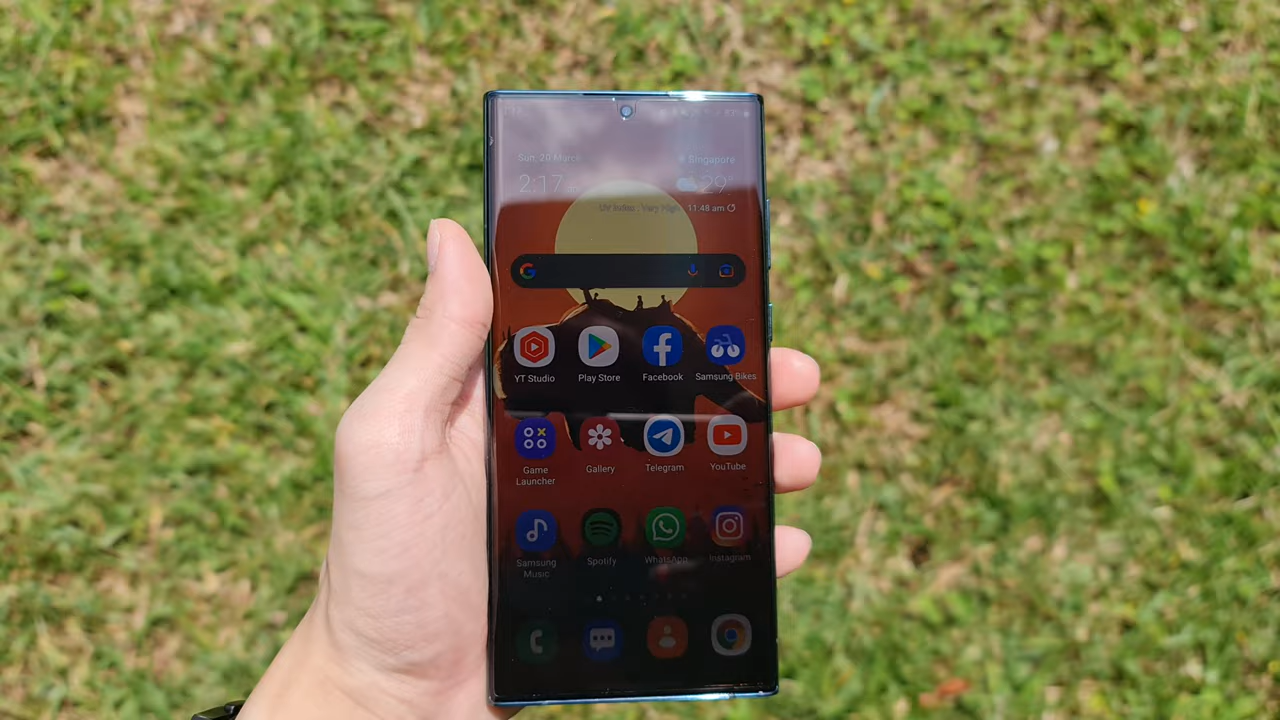 Sun, 20 March
Singapore
2:17
29°
UV index : Very High
11:48 am
YT Studio
Play Store
Facebook
Samsung Bikes
Game
Launcher
Gallery
Telegram
YouTube
Samsung
Music
Spotify
WhatsApp
Instagram